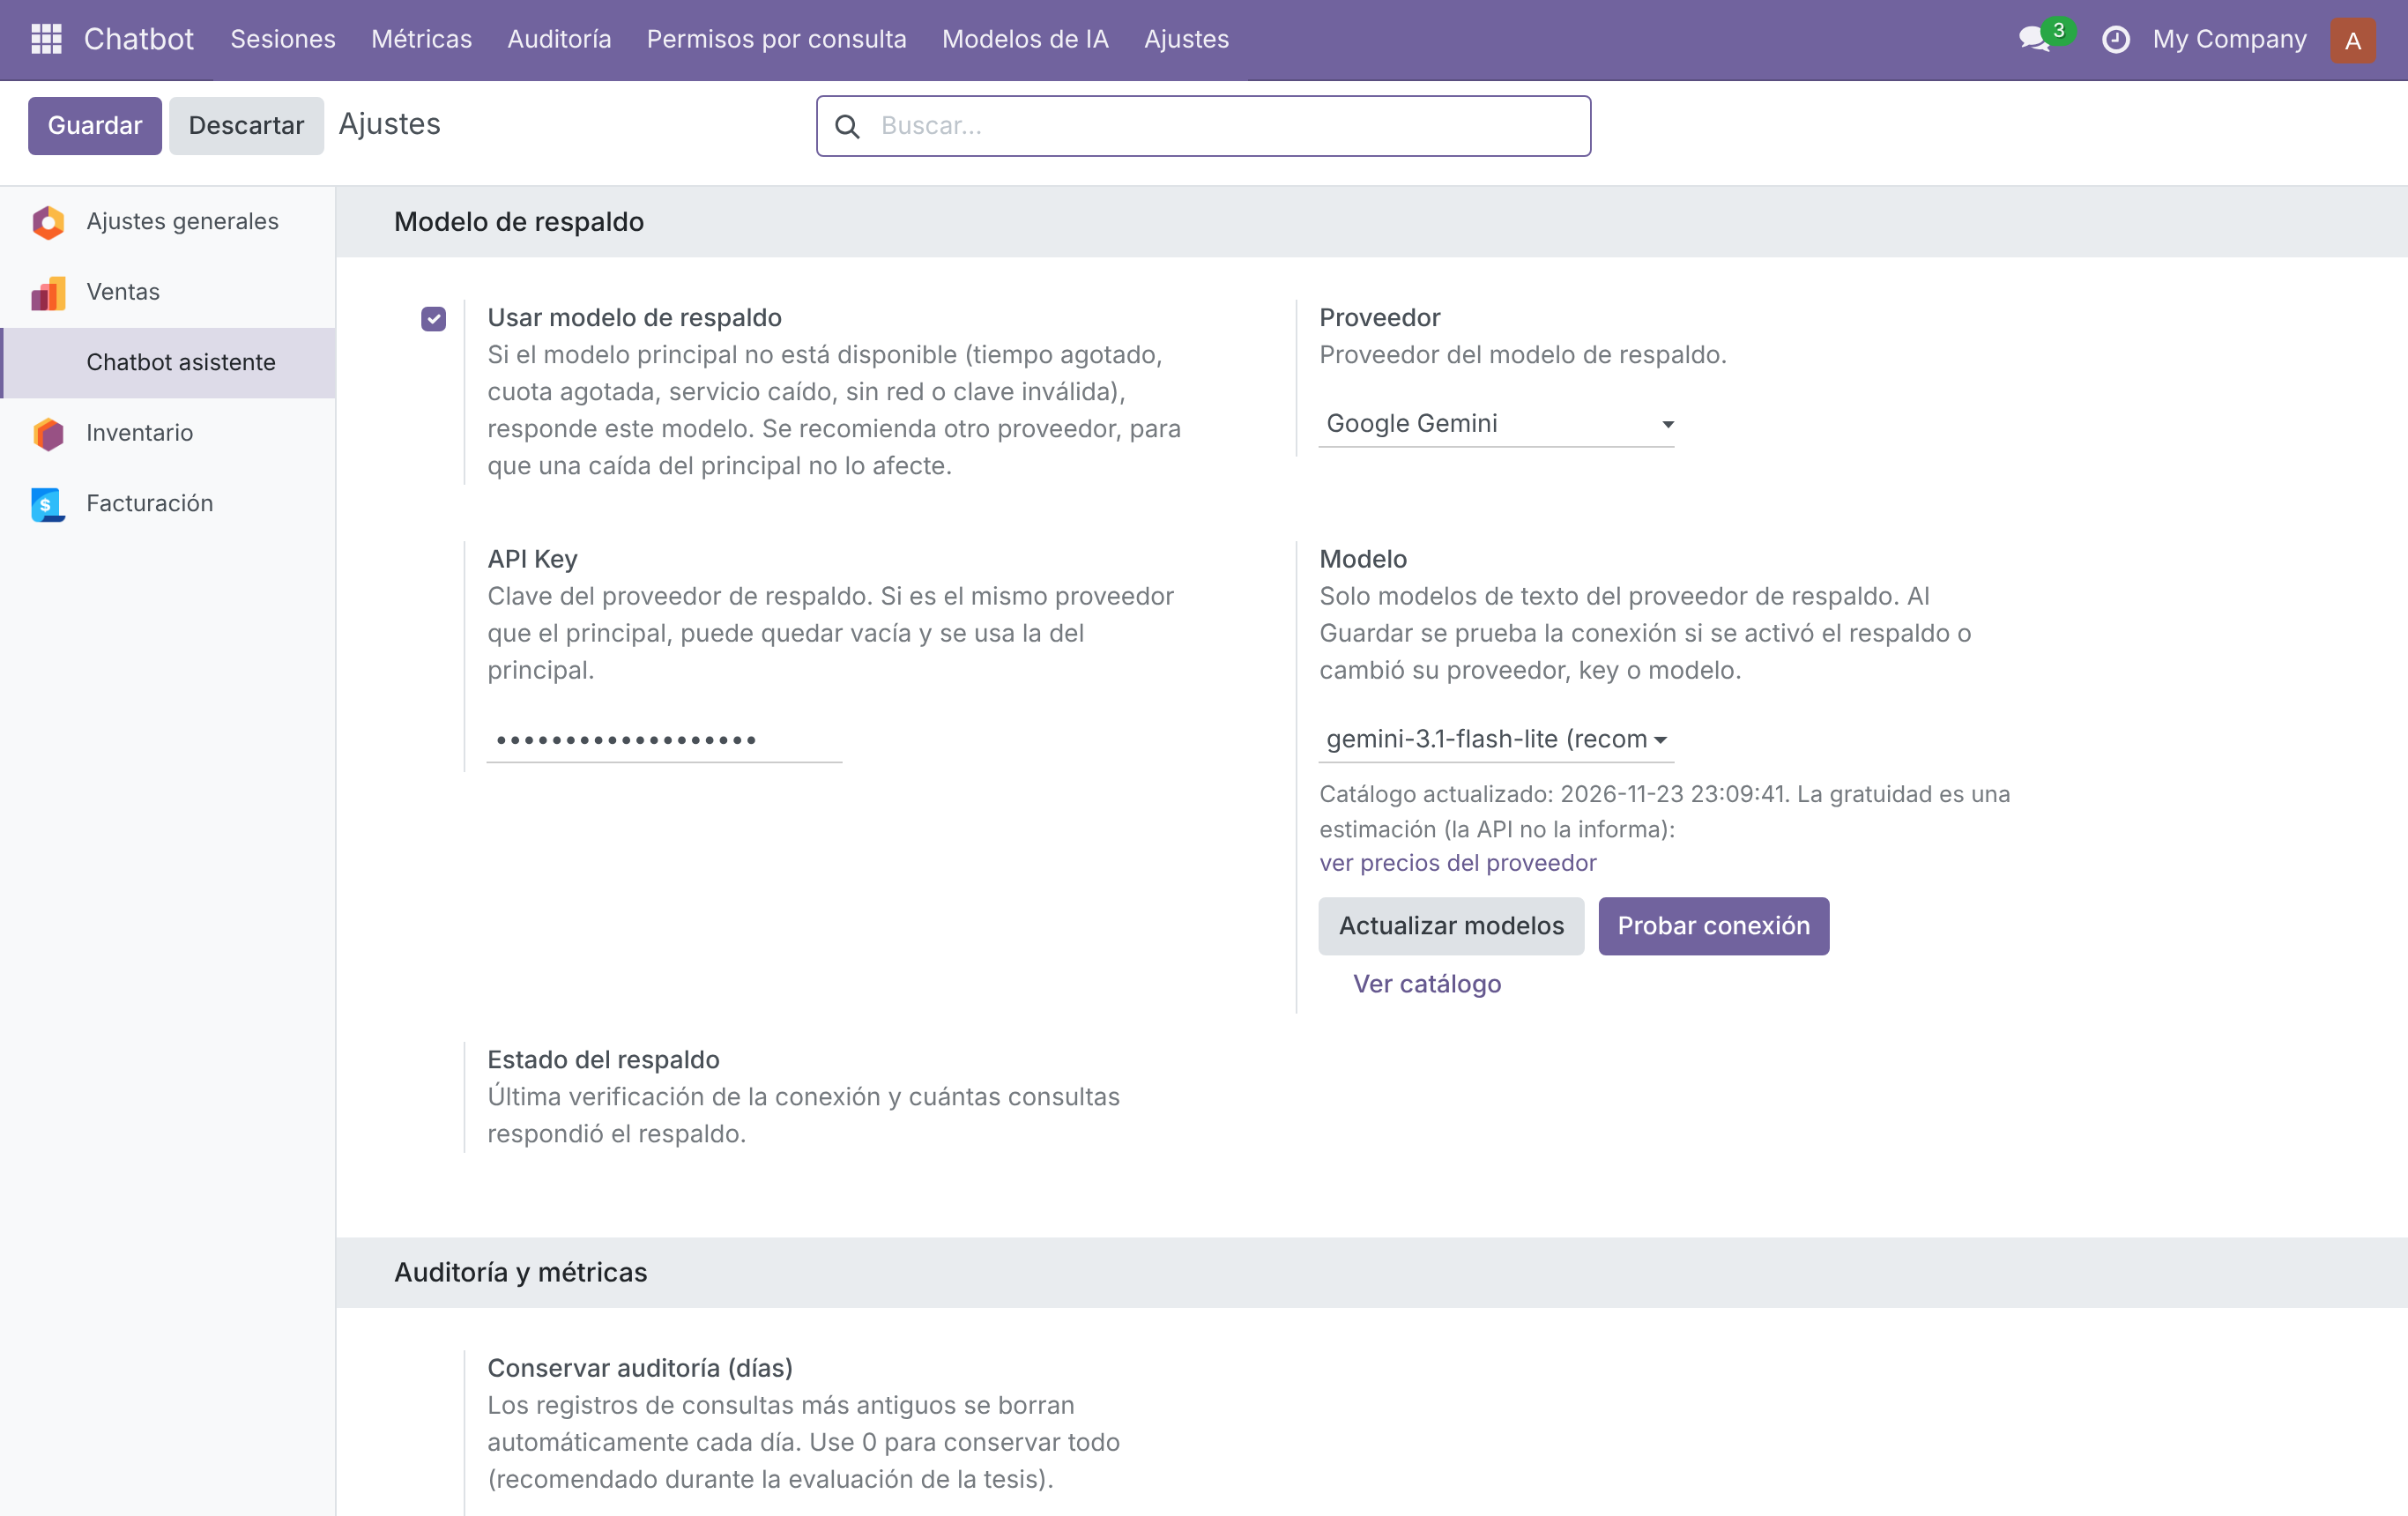 Chatbot Sesiones Métricas Auditoría Permisos por consulta Modelos de IA Ajustes 3 My Company A
Guardar Descartar Ajustes Buscar...
Ajustes generales
Ventas
Chatbot asistente
Inventario
Facturación
Modelo de respaldo
Usar modelo de respaldo
Si el modelo principal no está disponible (tiempo agotado,
cuota agotada, servicio caído, sin red o clave inválida),
responde este modelo. Se recomienda otro proveedor, para
que una caída del principal no lo afecte.
Proveedor
Proveedor del modelo de respaldo.
Google Gemini
API Key
Clave del proveedor de respaldo. Si es el mismo proveedor
que el principal, puede quedar vacía y se usa la del
principal.
••••••••••••••••••••
Modelo
Solo modelos de texto del proveedor de respaldo. Al
Guardar se prueba la conexión si se activó el respaldo o
cambió su proveedor, key o modelo.
gemini-3.1-flash-lite (recom
Catálogo actualizado: 2026-11-23 23:09:41. La gratuidad es una
estimación (la API no la informa):
ver precios del proveedor
Actualizar modelos Probar conexión
Ver catálogo
Estado del respaldo
Última verificación de la conexión y cuántas consultas
respondió el respaldo.
Auditoría y métricas
Conservar auditoría (días)
Los registros de consultas más antiguos se borran
automáticamente cada día. Use 0 para conservar todo
(recomendado durante la evaluación de la tesis).